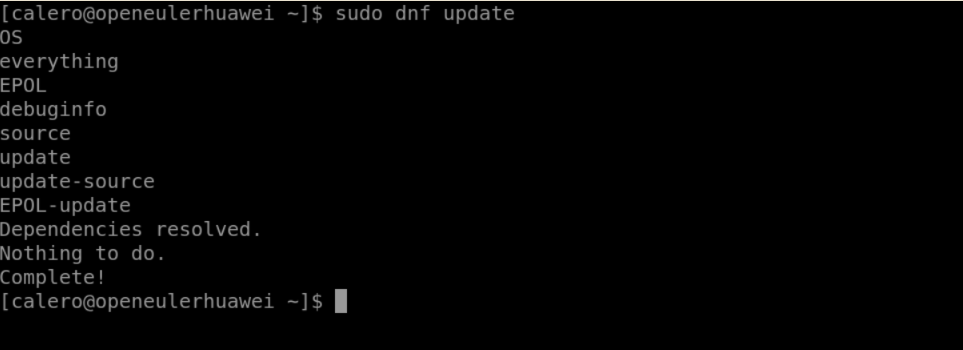 [calero@openeulerhuawei ~]$ sudo dnf update
OS
everything
EPOL
debuginfo
source
update
update-source
EPOL-update
Dependencies resolved.
Nothing to do.
Complete!
[calero@openeulerhuawei ~]$